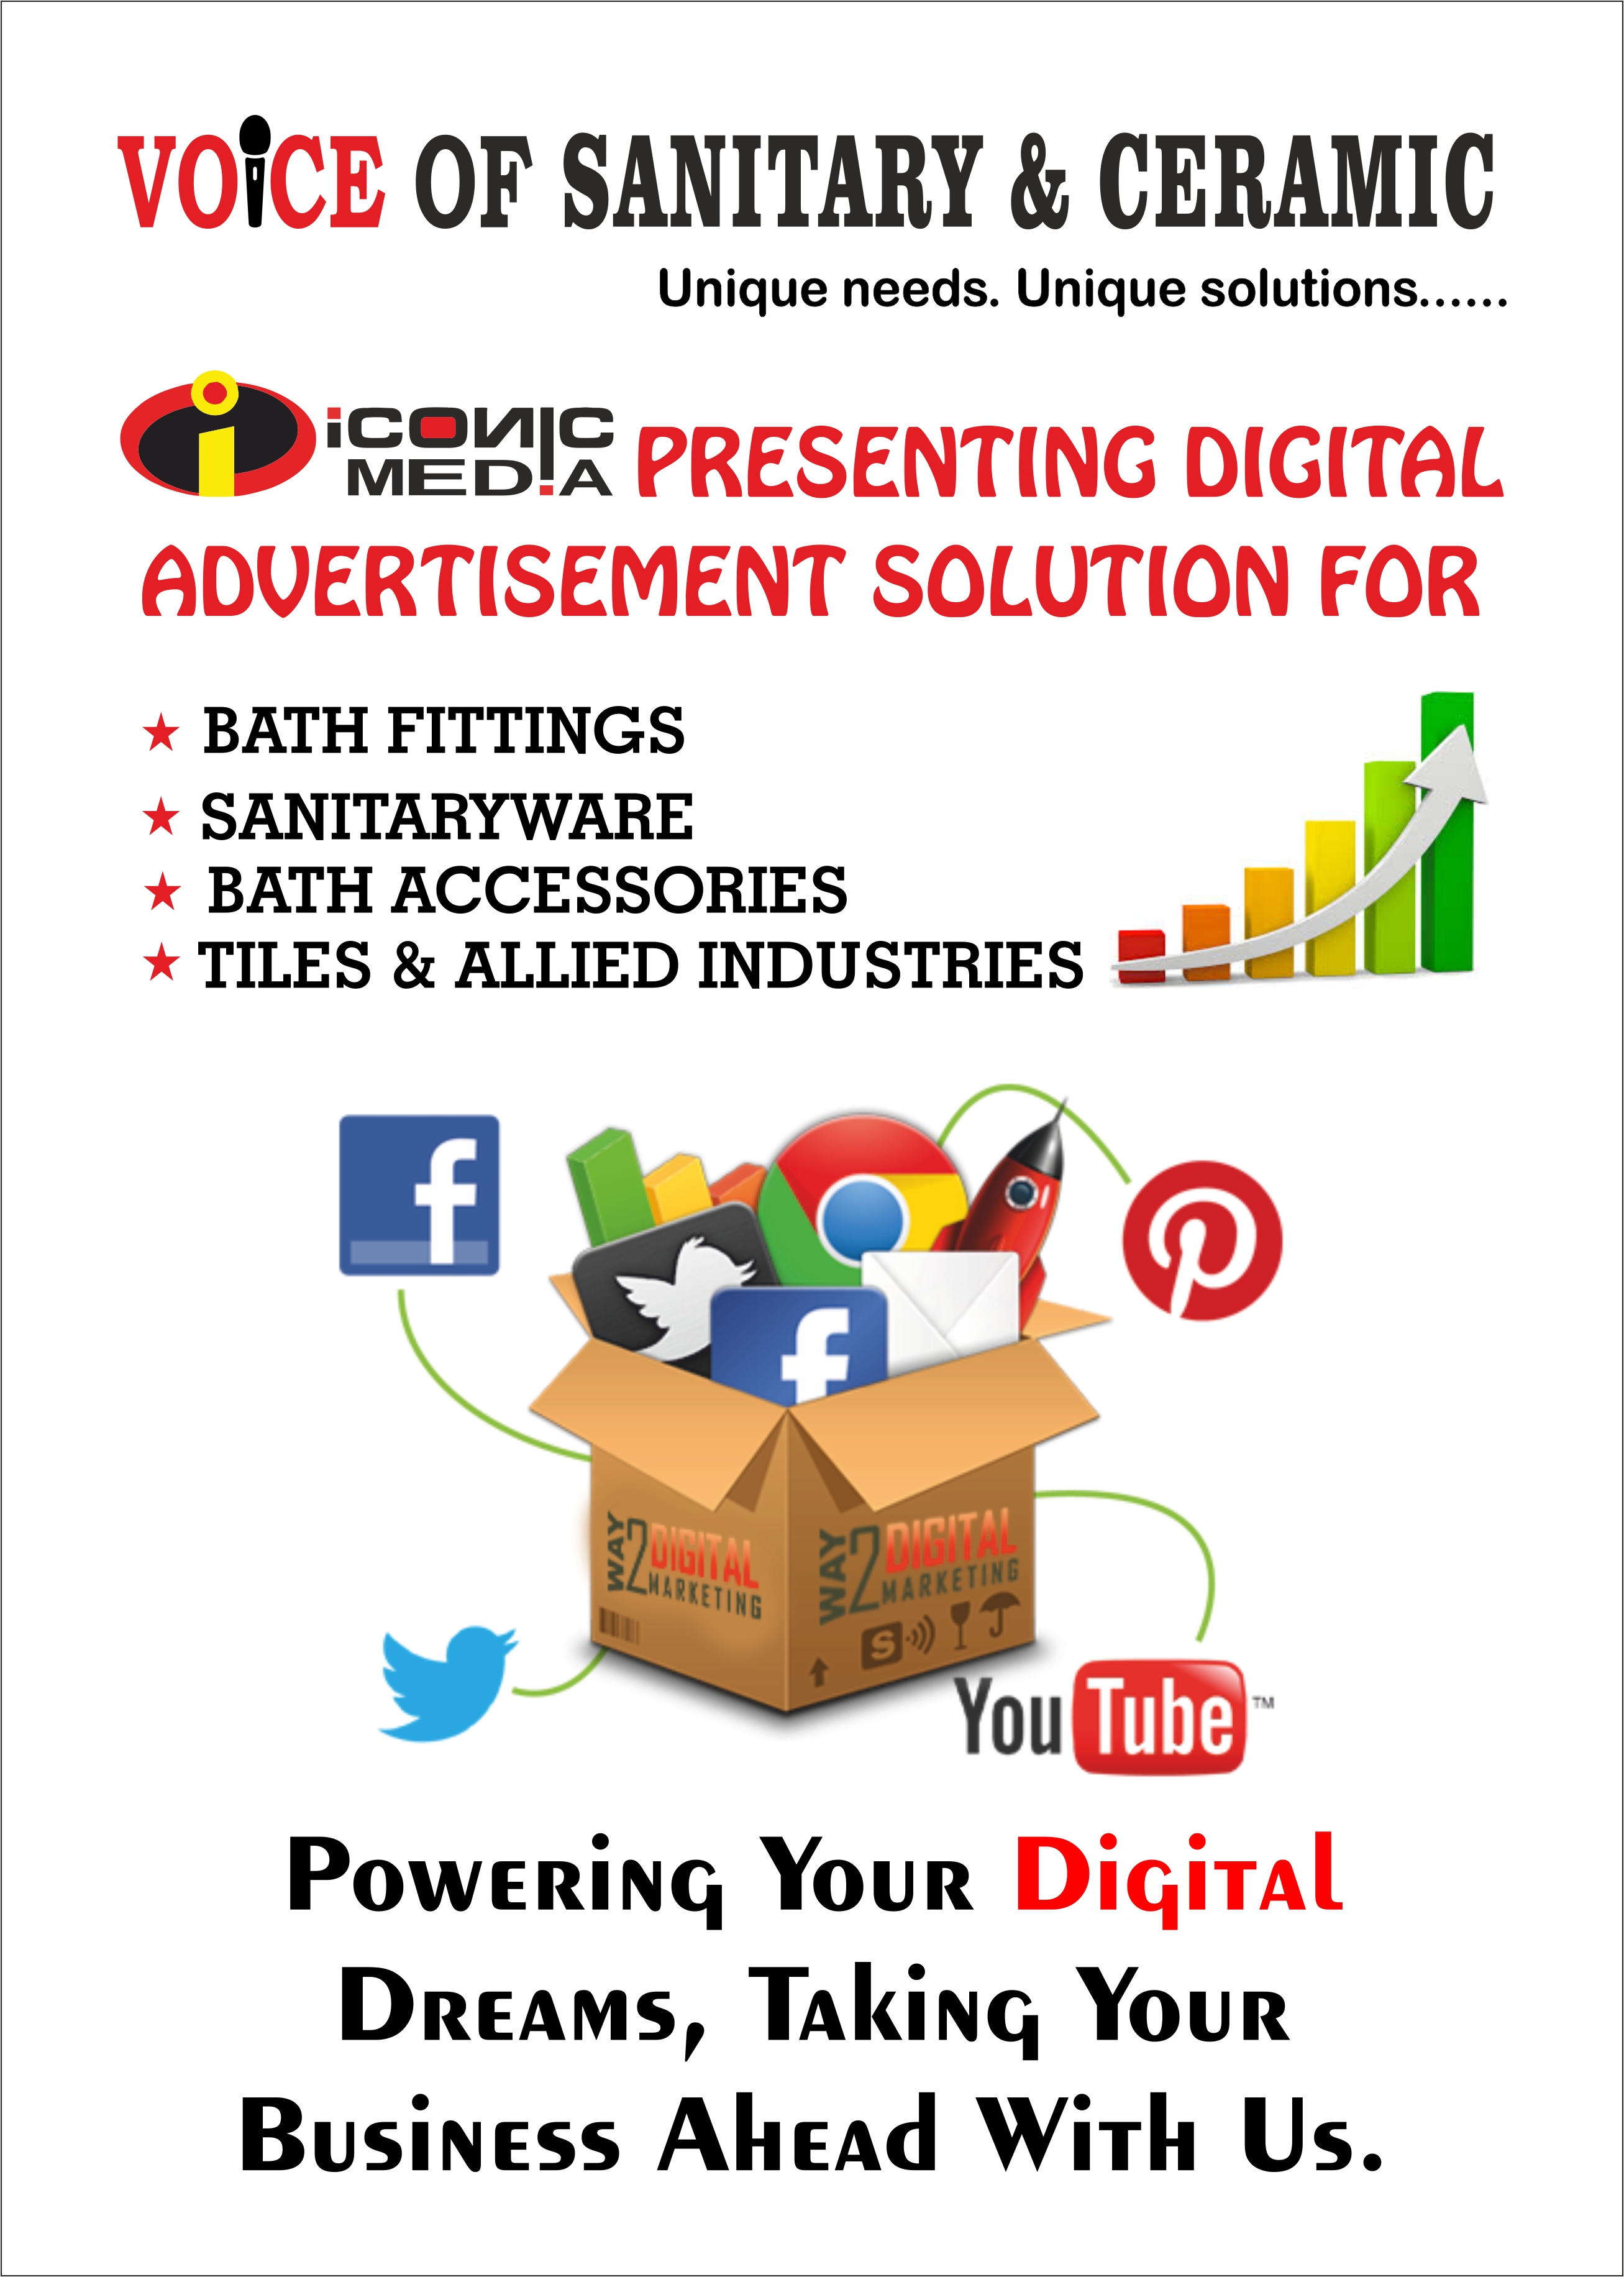 VOiCE OF SANITARY & CERAMIC
Unique needs. Unique solutions......
i iCONIC
MEDIA PRESENTING DIGITAL
ADVERTISEMENT SOLUTION FOR
★ BATH FITTINGS
★ SANITARYWARE
★ BATH ACCESSORIES
★ TILES & ALLIED INDUSTRIES
f
f
WAY 2 DIGITAL MARKETING
WAY 2 DIGITAL MARKETING
S
YouTube ™
Powering Your Digital
Dreams, Taking Your
Business Ahead With Us.